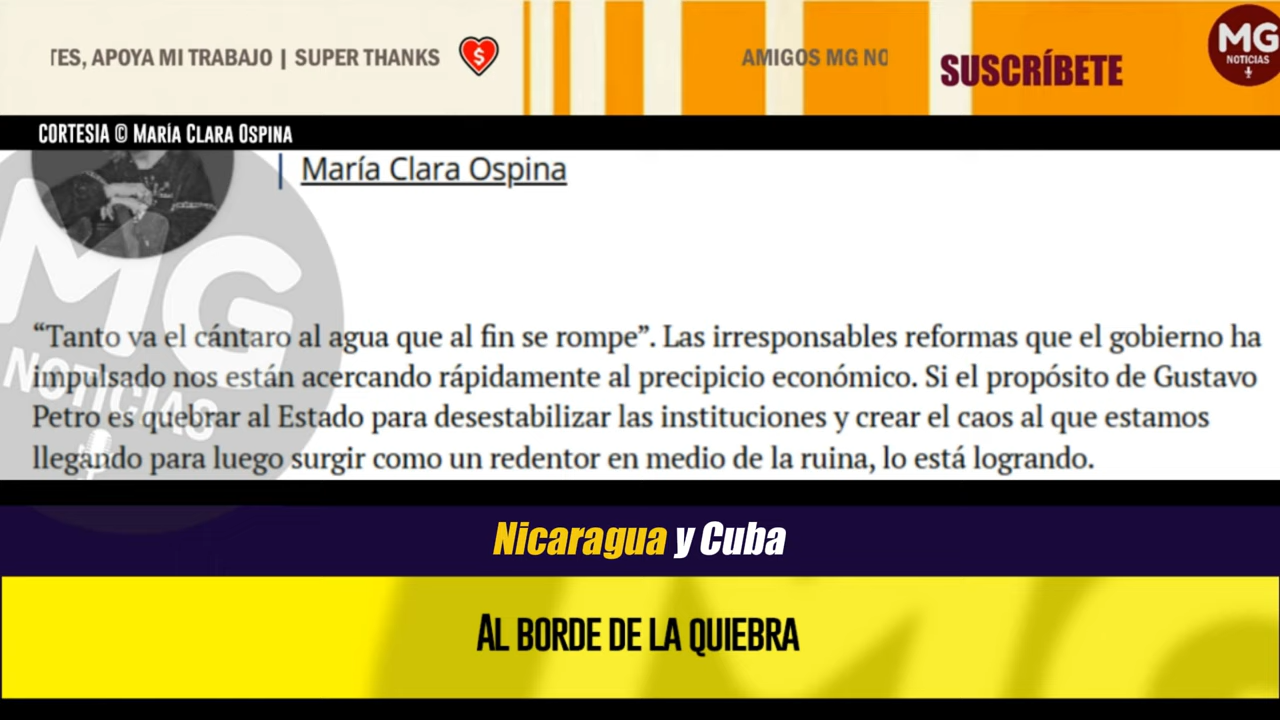 TES, APOYA MI TRABAJO | SUPER THANKS
AMIGOS MG NO
SUSCRÍBETE
MG
NOTICIAS
CORTESIA © MARÍA CLARA OSPINA
María Clara Ospina
“Tanto va el cántaro al agua que al fin se rompe”. Las irresponsables reformas que el gobierno ha
impulsado nos están acercando rápidamente al precipicio económico. Si el propósito de Gustavo
Petro es quebrar al Estado para desestabilizar las instituciones y crear el caos al que estamos
llegando para luego surgir como un redentor en medio de la ruina, lo está logrando.
MG
NOTICIAS
Nicaragua y Cuba
AL BORDE DE LA QUIEBRA